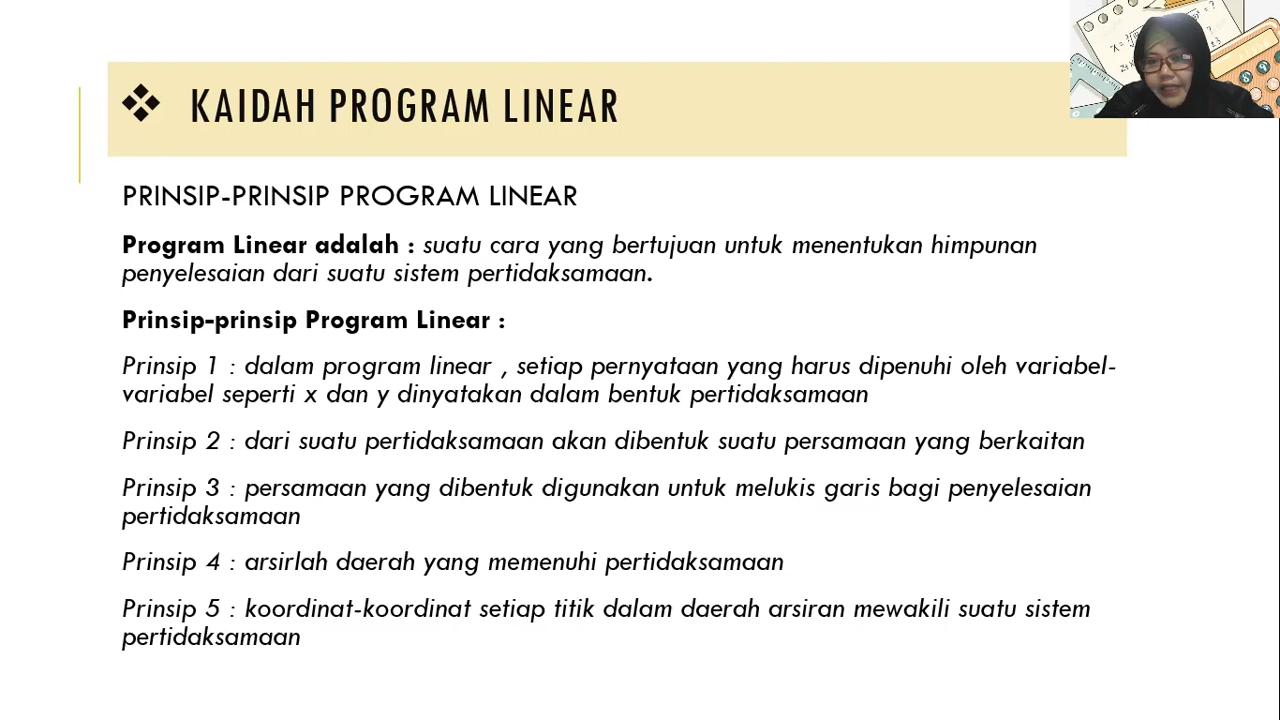 KAIDAH PROGRAM LINEAR
PRINSIP-PRINSIP PROGRAM LINEAR
Program Linear adalah : suatu cara yang bertujuan untuk menentukan himpunan
penyelesaian dari suatu sistem pertidaksamaan.
Prinsip-prinsip Program Linear :
Prinsip 1 : dalam program linear , setiap pernyataan yang harus dipenuhi oleh variabel-
variabel seperti x dan y dinyatakan dalam bentuk pertidaksamaan
Prinsip 2 : dari suatu pertidaksamaan akan dibentuk suatu persamaan yang berkaitan
Prinsip 3 : persamaan yang dibentuk digunakan untuk melukis garis bagi penyelesaian
pertidaksamaan
Prinsip 4 : arsirlah daerah yang memenuhi pertidaksamaan
Prinsip 5 : koordinat-koordinat setiap titik dalam daerah arsiran mewakili suatu sistem
pertidaksamaan